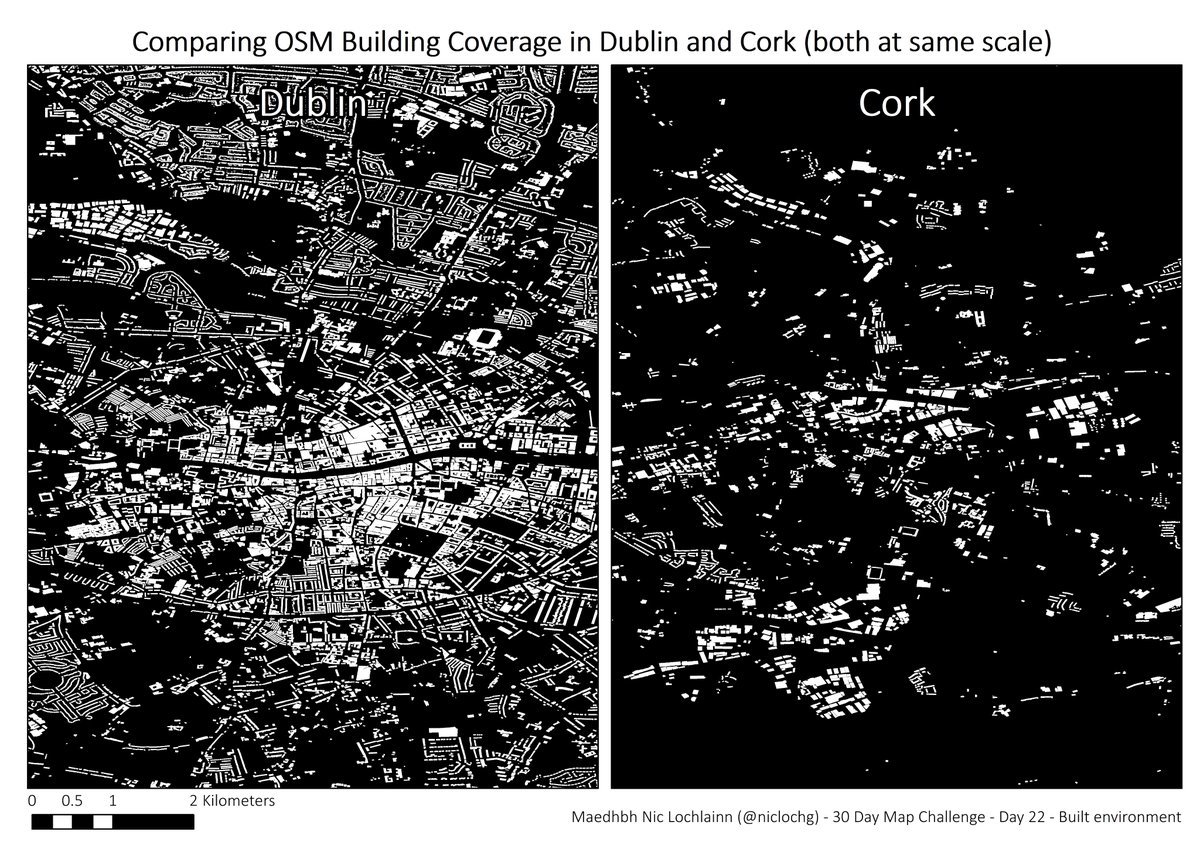 Comparing OSM Building Coverage in Dublin and Cork (both at same scale)
Dublin
Cork
0 0.5 1 2 Kilometers
Maedhbh Nic Lochlainn (@niclochg) - 30 Day Map Challenge - Day 22 - Built environment